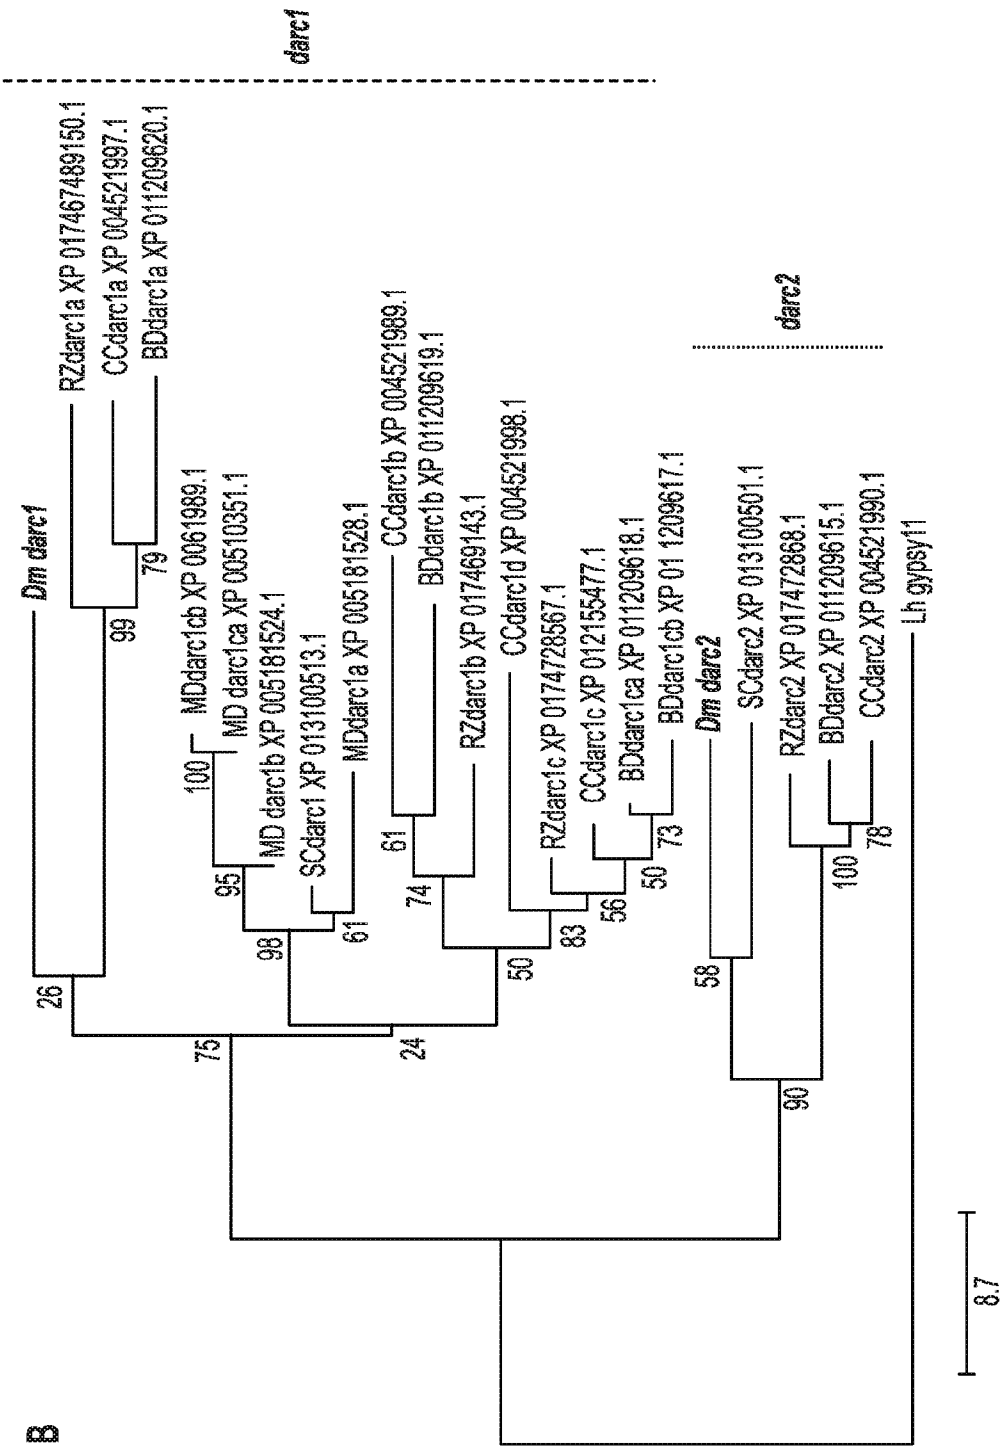 B
darc1
Dm darc1
RZdarc1a XP 017467489150.1
CCdarc1a XP 004521997.1
BDdarc1a XP 011209620.1
MDdarc1cb XP 0061989.1
MD darc1ca XP 00510351.1
MD darc1b XP 005181524.1
SCdarc1 XP 013100513.1
MDdarc1a XP 005181528.1
CCdarc1b XP 004521989.1
BDdarc1b XP 011209619.1
RZdarc1b XP 017469143.1
CCdarc1d XP 004521998.1
RZdarc1c XP 0174728567.1
CCdarc1c XP 012155477.1
BDdarc1ca XP 011209618.1
BDdarc1cb XP 01 1209617.1
Dm darc2
SCdarc2 XP 013100501.1
RZdarc2 XP 017472868.1
BDdarc2 XP 011209615.1
CCdarc2 XP 004521990.1
Lh gypsy11
darc2
26
99
79
75
100
95
98
61
24
61
74
50
83
56
50
73
58
90
100
78
8.7